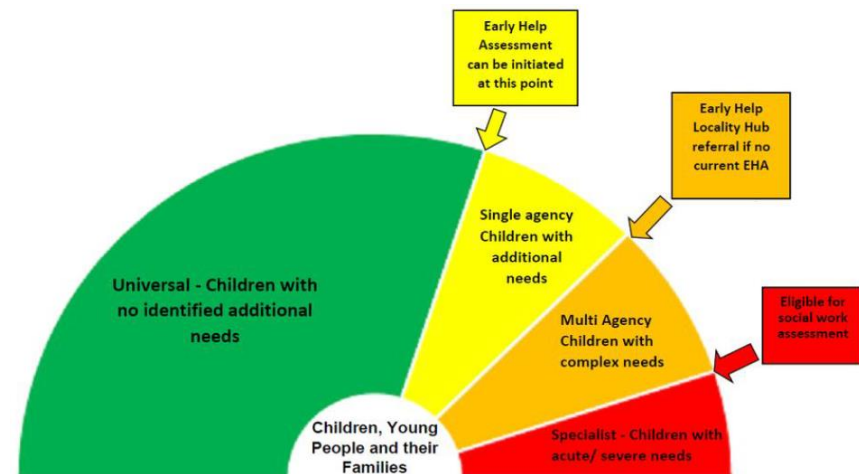 Early Help
Assessment
can be initiated
at this point
Early Help
Locality Hub
referral if no
current EHA
Eligible for
social work
assessment
Universal - Children with
no identified additional
needs
Single agency
Children with
additional
needs
Multi Agency
Children with
complex needs
Specialist - Children with
acute/ severe needs
Children, Young
People and their
Families